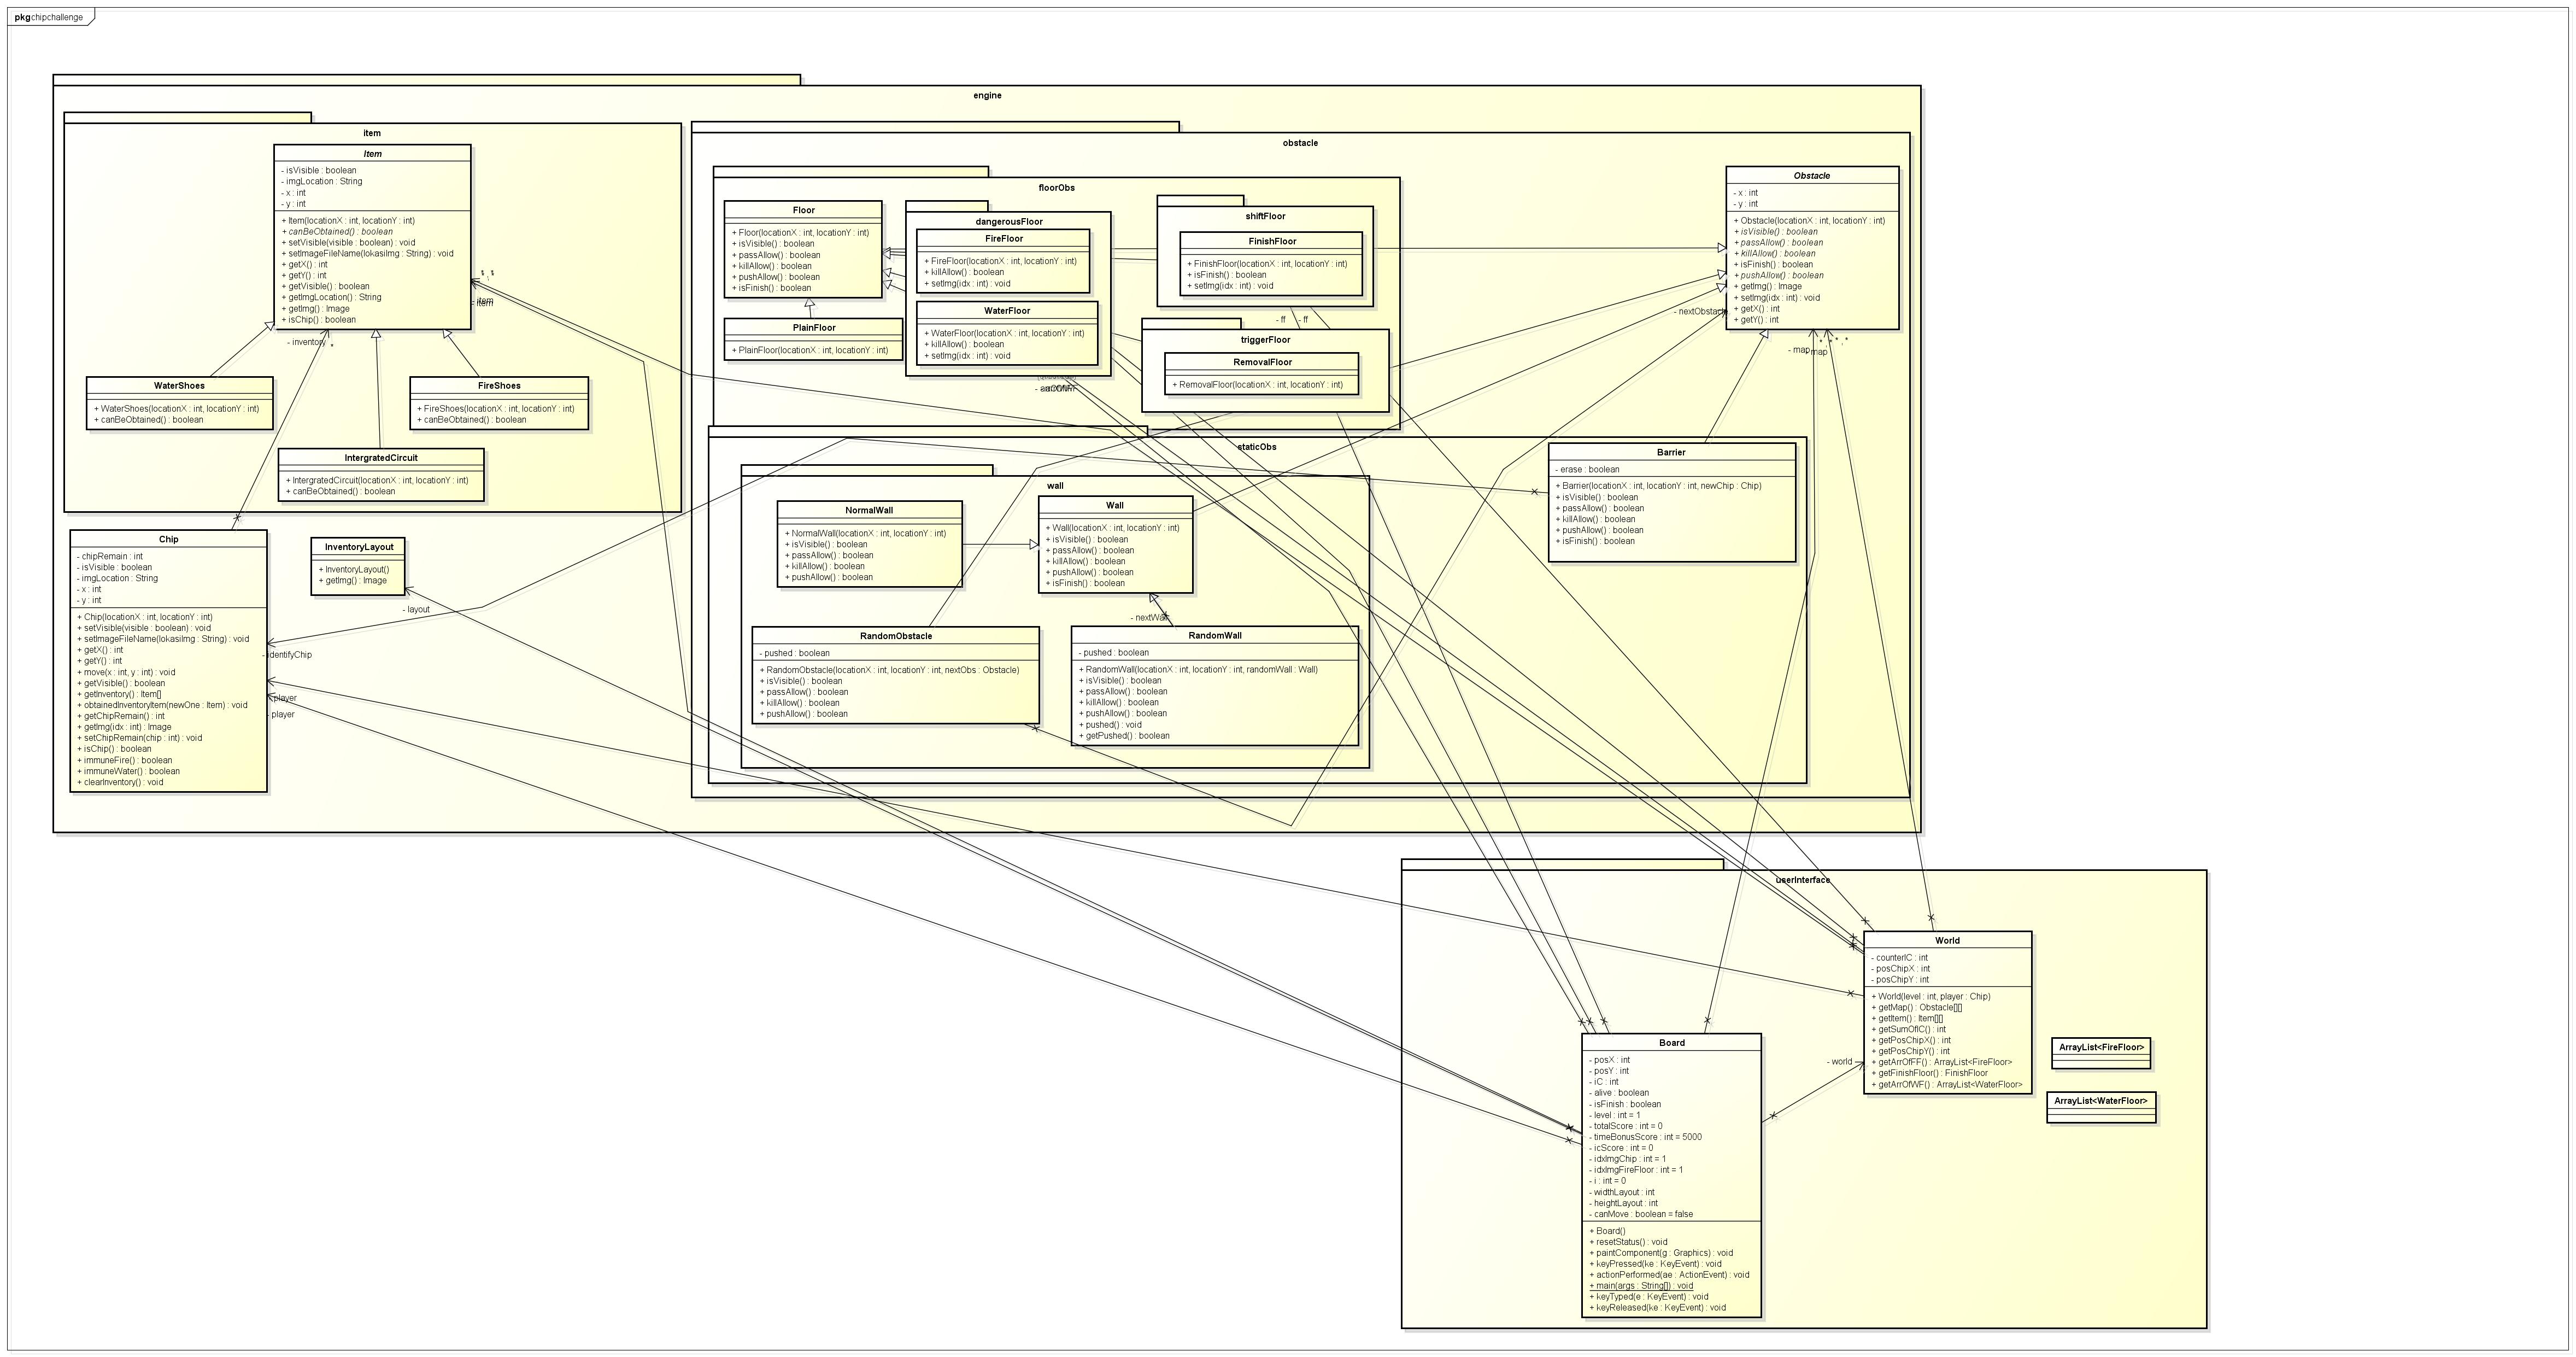 pkg chipchallenge
engine
item
Item
- isVisible : boolean
- imgLocation : String
- x : int
- y : int
+ Item(locationX : int, locationY : int)
+ canBeObtained() : boolean
+ setVisible(visible : boolean) : void
+ setImageFileName(lokasiImg : String) : void
+ getX() : int
+ getY() : int
+ getVisible() : boolean
+ getImgLocation() : String
+ getImg() : Image
+ isChip() : boolean
- item
- item
- inventory
*
WaterShoes
+ WaterShoes(locationX : int, locationY : int)
+ canBeObtained() : boolean
FireShoes
+ FireShoes(locationX : int, locationY : int)
+ canBeObtained() : boolean
IntergratedCircuit
+ IntergratedCircuit(locationX : int, locationY : int)
+ canBeObtained() : boolean
Chip
- chipRemain : int
- isVisible : boolean
- imgLocation : String
- x : int
- y : int
+ Chip(locationX : int, locationY : int)
+ setVisible(visible : boolean) : void
+ setImageFileName(lokasiImg : String) : void
+ getX() : int
+ getY() : int
+ move(x : int, y : int) : void
+ getVisible() : boolean
+ getInventory() : Item[]
+ obtainedInventoryItem(newOne : Item) : void
+ getChipRemain() : int
+ getImg(idx : int) : Image
+ setChipRemain(chip : int) : void
+ isChip() : boolean
+ immuneFire() : boolean
+ immuneWater() : boolean
+ clearInventory() : void
- identifyChip
- player
- player
InventoryLayout
+ InventoryLayout()
+ getImg() : Image
- layout
obstacle
floorObs
Floor
+ Floor(locationX : int, locationY : int)
+ isVisible() : boolean
+ passAllow() : boolean
+ killAllow() : boolean
+ pushAllow() : boolean
+ isFinish() : boolean
PlainFloor
+ PlainFloor(locationX : int, locationY : int)
dangerousFloor
FireFloor
+ FireFloor(locationX : int, locationY : int)
+ killAllow() : boolean
+ setImg(idx : int) : void
WaterFloor
+ WaterFloor(locationX : int, locationY : int)
+ killAllow() : boolean
+ setImg(idx : int) : void
shiftFloor
FinishFloor
+ FinishFloor(locationX : int, locationY : int)
+ isFinish() : boolean
+ setImg(idx : int) : void
- ff
- ff
triggerFloor
RemovalFloor
+ RemovalFloor(locationX : int, locationY : int)
Obstacle
- x : int
- y : int
+ Obstacle(locationX : int, locationY : int)
+ isVisible() : boolean
+ passAllow() : boolean
+ killAllow() : boolean
+ isFinish() : boolean
+ pushAllow() : boolean
+ getImg() : Image
+ setImg(idx : int) : void
+ getX() : int
+ getY() : int
- nextObstacle
- map
- map
staticObs
Barrier
- erase : boolean
+ Barrier(locationX : int, locationY : int, newChip : Chip)
+ isVisible() : boolean
+ passAllow() : boolean
+ killAllow() : boolean
+ pushAllow() : boolean
+ isFinish() : boolean
wall
NormalWall
+ NormalWall(locationX : int, locationY : int)
+ isVisible() : boolean
+ passAllow() : boolean
+ killAllow() : boolean
+ pushAllow() : boolean
Wall
+ Wall(locationX : int, locationY : int)
+ isVisible() : boolean
+ passAllow() : boolean
+ killAllow() : boolean
+ pushAllow() : boolean
+ isFinish() : boolean
- nextWall
RandomObstacle
- pushed : boolean
+ RandomObstacle(locationX : int, locationY : int, nextObs : Obstacle)
+ isVisible() : boolean
+ passAllow() : boolean
+ killAllow() : boolean
+ pushAllow() : boolean
RandomWall
- pushed : boolean
+ RandomWall(locationX : int, locationY : int, randomWall : Wall)
+ isVisible() : boolean
+ passAllow() : boolean
+ killAllow() : boolean
+ pushAllow() : boolean
+ pushed() : void
+ getPushed() : boolean
userInterface
World
- counterIC : int
- posChipX : int
- posChipY : int
+ World(level : int, player : Chip)
+ getMap() : Obstacle[][]
+ getItem() : Item[][]
+ getSumOfIC() : int
+ getPosChipX() : int
+ getPosChipY() : int
+ getArrOfFF() : ArrayList<FireFloor>
+ getFinishFloor() : FinishFloor
+ getArrOfWF() : ArrayList<WaterFloor>
ArrayList<FireFloor>
ArrayList<WaterFloor>
- world
Board
- posX : int
- posY : int
- iC : int
- alive : boolean
- isFinish : boolean
- level : int = 1
- totalScore : int = 0
- timeBonusScore : int = 5000
- icScore : int = 0
- idxImgChip : int = 1
- idxImgFireFloor : int = 1
- i : int = 0
- widthLayout : int
- heightLayout : int
- canMove : boolean = false
+ Board()
+ resetStatus() : void
+ paintComponent(g : Graphics) : void
+ keyPressed(ke : KeyEvent) : void
+ actionPerformed(ae : ActionEvent) : void
+ main(args : String[]) : void
+ keyTyped(e : KeyEvent) : void
+ keyReleased(ke : KeyEvent) : void